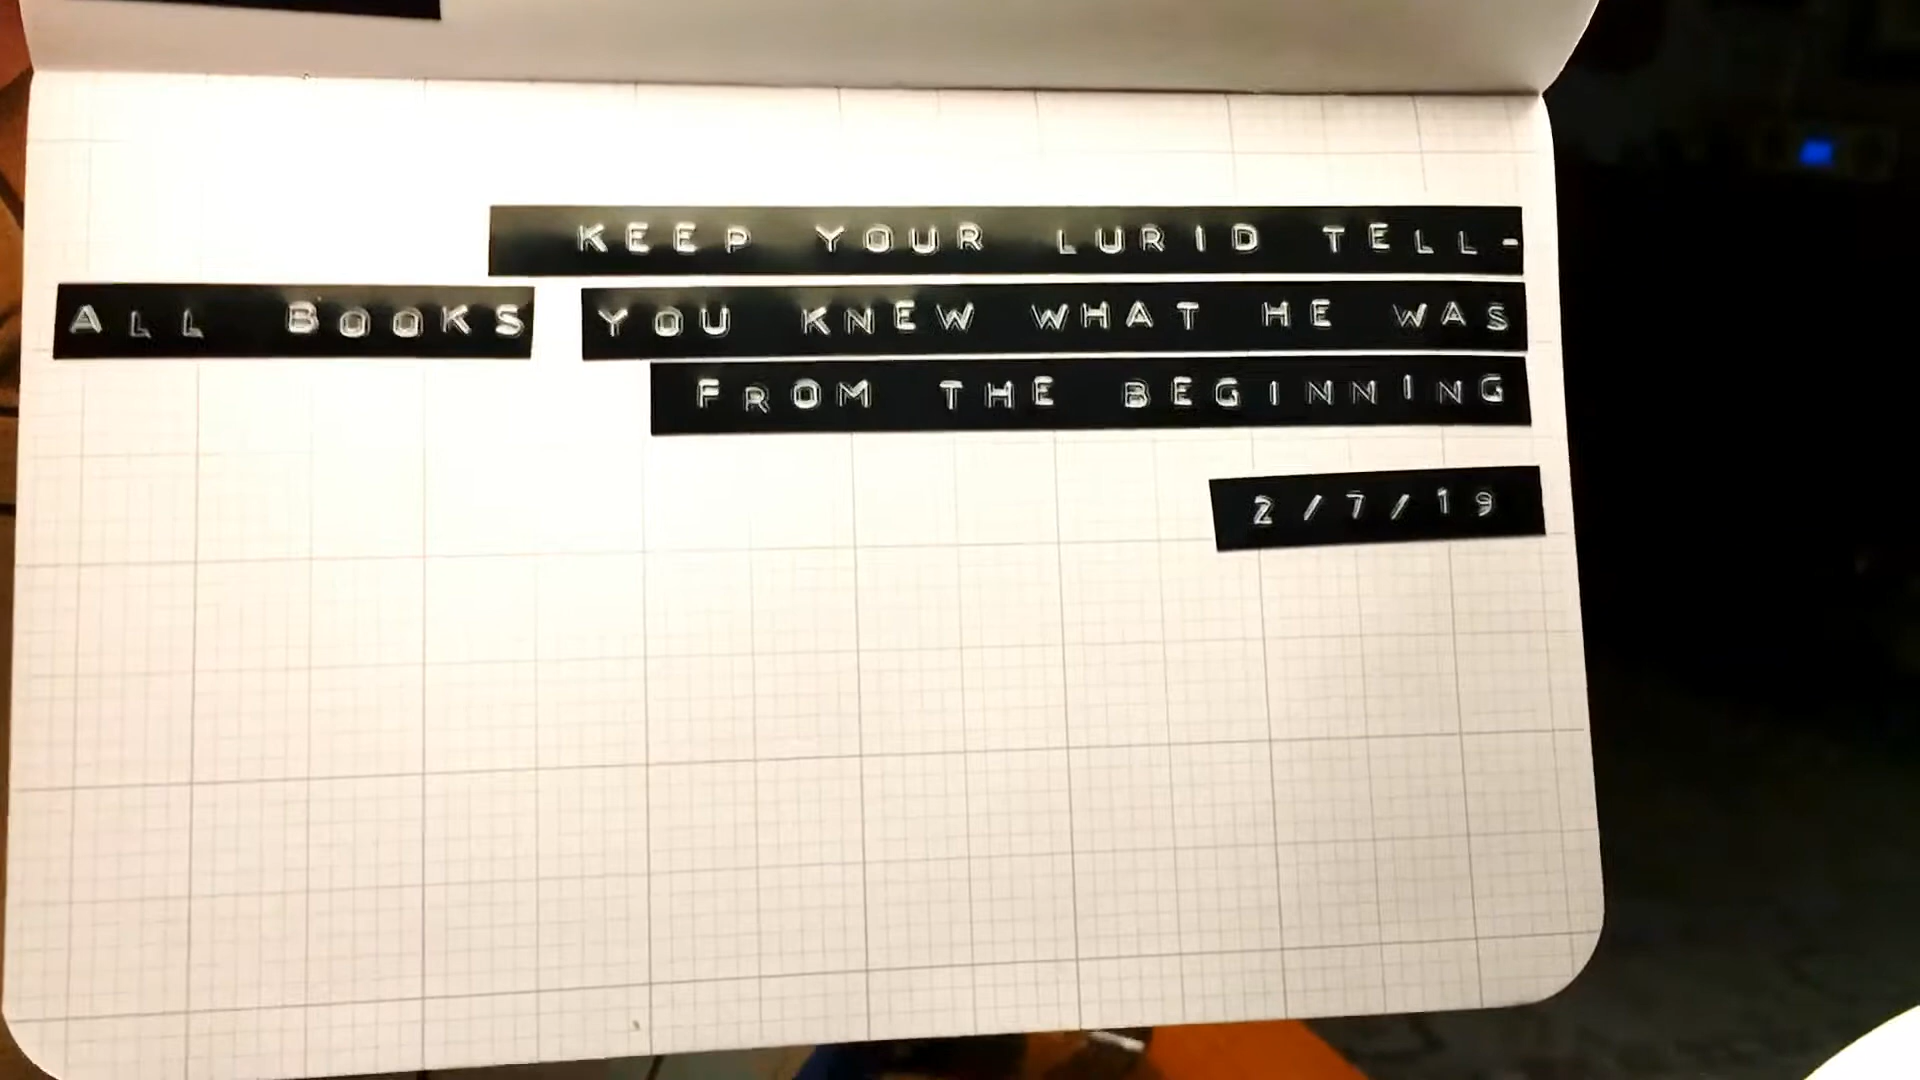 KEEP YOUR LURID TELL-
ALL BOOKS YOU KNEW WHAT HE WAS
FROM THE BEGINNING
2/7/19